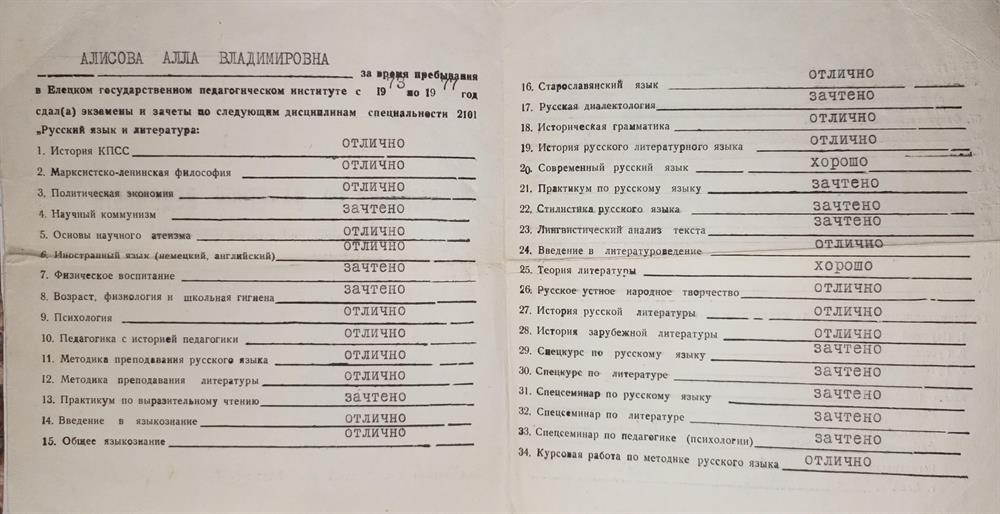 АЛИСОВА АЛЛА ВЛАДИМИРОВНА
за время пребывания
в Елецком государственном педагогическом институте с 1973 по 1977 год
сдал(а) экзамены и зачеты по следующим дисциплинам специальности 2101
„Русский язык и литература:
1. История КПСС ОТЛИЧНО
2. Марксистско-ленинская философия ОТЛИЧНО
3. Политическая экономия ОТЛИЧНО
4. Научный коммунизм зачтено
5. Основы научного атеизма ОТЛИЧНО
6. Иностранный язык (немецкий, английский) ОТЛИЧНО
7. Физическое воспитание зачтено
8. Возраст, физиология и школьная гигиена зачтено
9. Психология ОТЛИЧНО
10. Педагогика с историей педагогики ОТЛИЧНО
11. Методика преподавания русского языка ОТЛИЧНО
12. Методика преподавания литературы ОТЛИЧНО
13. Практикум по выразительному чтению зачтено
14. Введение в языкознание ОТЛИЧНО
15. Общее языкознание ОТЛИЧНО
16. Старославянский язык ОТЛИЧНО
17. Русская диалектология зачтено
18. Историческая грамматика ОТЛИЧНО
19. История русского литературного языка ОТЛИЧНО
20. Современный русский язык хорошо
21. Практикум по русскому языку зачтено
22. Стилистика русского языка зачтено
23. Лингвистический анализ текста зачтено
24. Введение в литературоведение ОТЛИЧНО
25. Теория литературы хорошо
26. Русское устное народное творчество ОТЛИЧНО
27. История русской литературы ОТЛИЧНО
28. История зарубежной литературы ОТЛИЧНО
29. Спецкурс по русскому языку зачтено
30. Спецкурс по литературе зачтено
31. Спецсеминар по русскому языку зачтено
32. Спецсеминар по литературе зачтено
33. Спецсеминар по педагогике (психологии) зачтено
34. Курсовая работа по методике русского языка ОТЛИЧНО